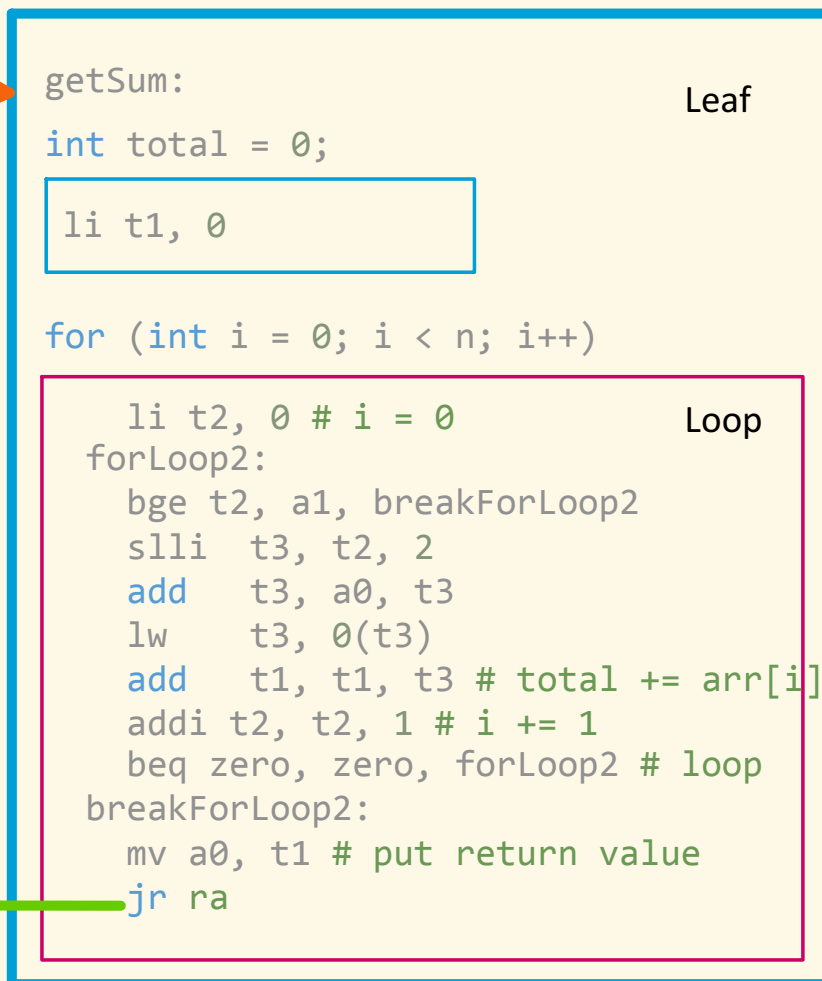 getSum:
Leaf
int total = 0;
li t1, 0
for (int i = 0; i < n; i++)
li t2, 0 # i = 0
Loop
forLoop2:
bge t2, a1, breakForLoop2
slli t3, t2, 2
add t3, a0, t3
lw t3, 0(t3)
add t1, t1, t3 # total += arr[i]
addi t2, t2, 1 # i += 1
beq zero, zero, forLoop2 # loop
breakForLoop2:
mv a0, t1 # put return value
jr ra